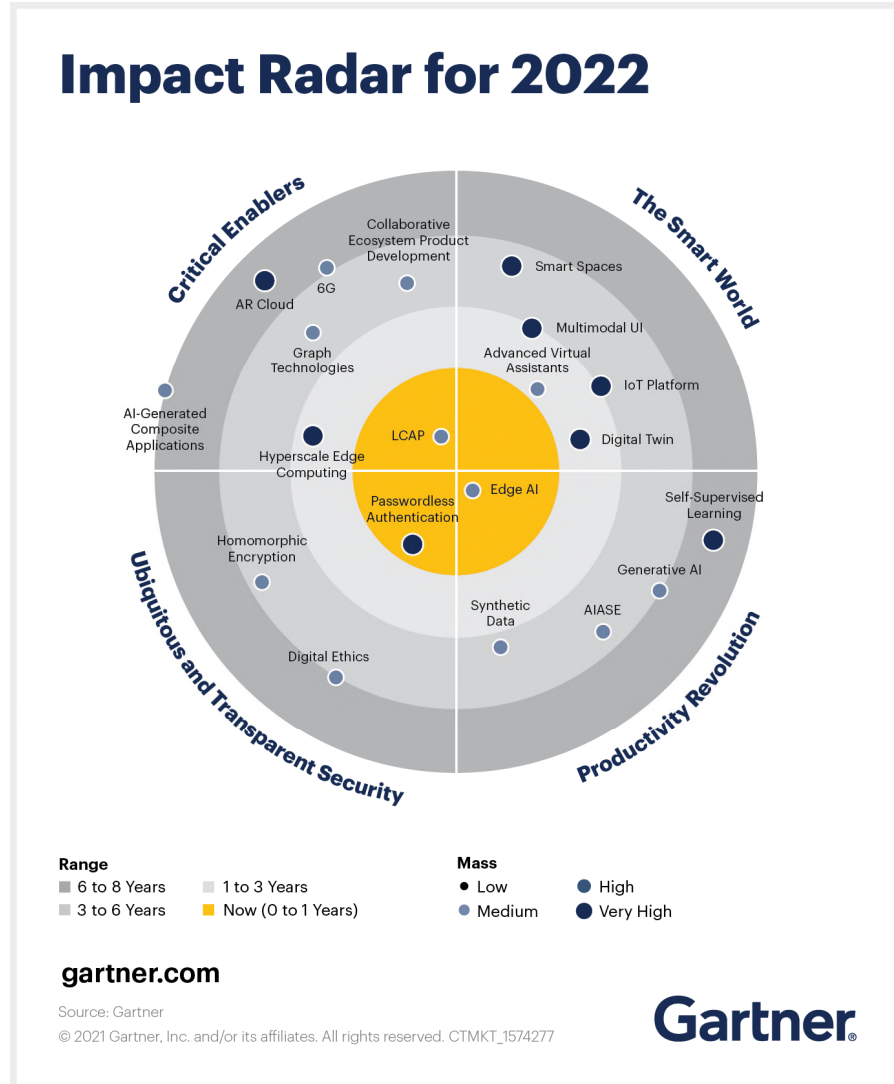 Impact Radar for 2022
Critical Enablers
The Smart World
Collaborative
Ecosystem Product
Development
6G
AR Cloud
Graph
Technologies
AI-Generated
Composite
Applications
LCAP
Hyperscale Edge
Computing
Smart Spaces
Multimodal UI
Advanced Virtual
Assistants
IoT Platform
Digital Twin
Passwordless
Authentication
Homomorphic
Encryption
Digital Ethics
Edge AI
Self-Supervised
Learning
Generative AI
AIASE
Synthetic
Data
Ubiquitous and Transparent Security
Productivity Revolution
Range
6 to 8 Years
1 to 3 Years
3 to 6 Years
Now (0 to 1 Years)
Mass
Low
High
Medium
Very High
gartner.com
Source: Gartner
© 2021 Gartner, Inc. and/or its affiliates. All rights reserved. CTMKT_1574277
Gartner®